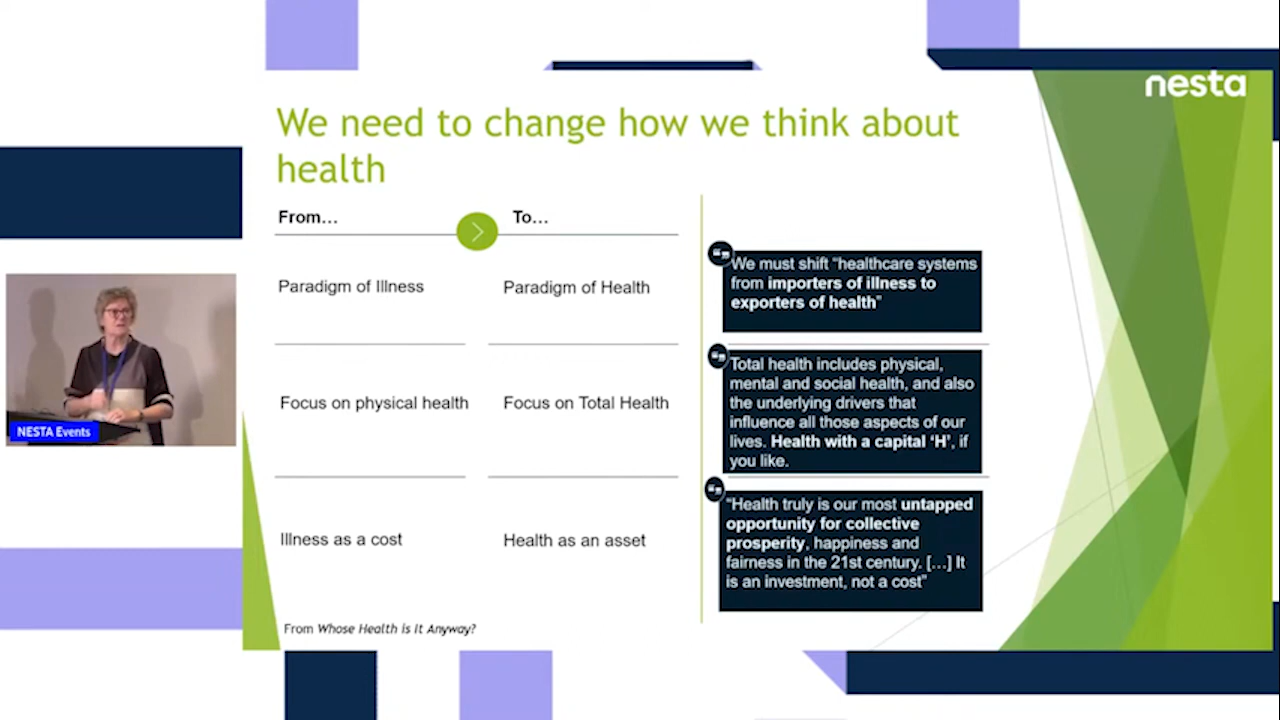 nesta
We need to change how we think about
health
From...
To...
Paradigm of Illness
Paradigm of Health
We must shift “healthcare systems
from importers of illness to
exporters of health”
Focus on physical health
Focus on Total Health
Total health includes physical,
mental and social health, and also
the underlying drivers that
influence all those aspects of our
lives. Health with a capital ‘H’, if
you like.
Illness as a cost
Health as an asset
“Health truly is our most untapped
opportunity for collective
prosperity, happiness and
fairness in the 21st century. [...] It
is an investment, not a cost”
From Whose Health is It Anyway?
NESTA Events